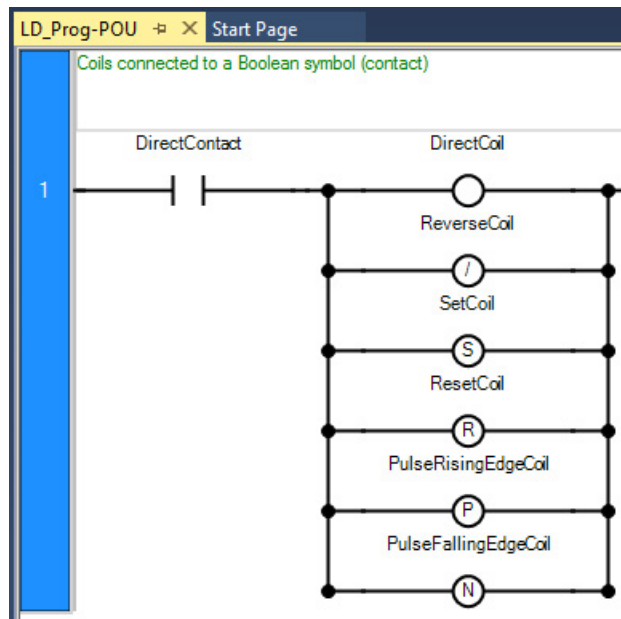 LD_Prog-POU
Start Page
Coils connected to a Boolean symbol (contact)
DirectContact
DirectCoil
1
ReverseCoil
/
SetCoil
S
ResetCoil
R
PulseRisingEdgeCoil
P
PulseFallingEdgeCoil
N